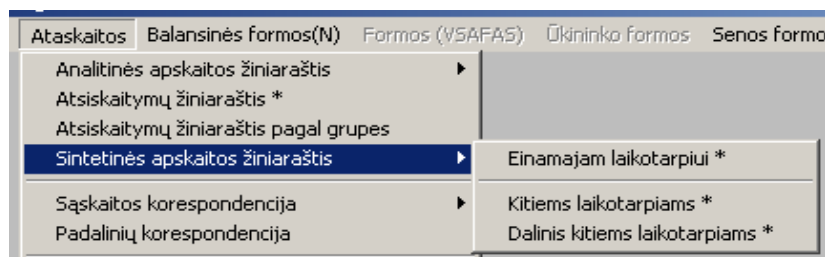 Ataskaitos Balansinės formos(N) Formos (VSAFAS) Ūkininko formos Senos formo
Analitinės apskaitos žiniaraštis
Atsiskaitymų žiniaraštis *
Atsiskaitymų žiniaraštis pagal grupes
Sintetinės apskaitos žiniaraštis
Einamajam laikotarpiui *
Sąskaitos korespondencija
Kitiems laikotarpiams *
Padalinių korespondencija
Dalinis kitiems laikotarpiams *